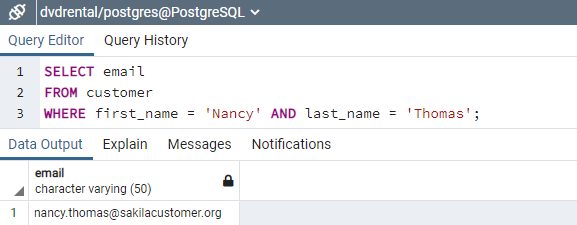 dvdrental/postgres@PostgreSQL
Query Editor Query History
1 SELECT email
2 FROM customer
3 WHERE first_name = 'Nancy' AND last_name = 'Thomas';
Data Output Explain Messages Notifications
email
character varying (50)
1 nancy.thomas@sakilacustomer.org